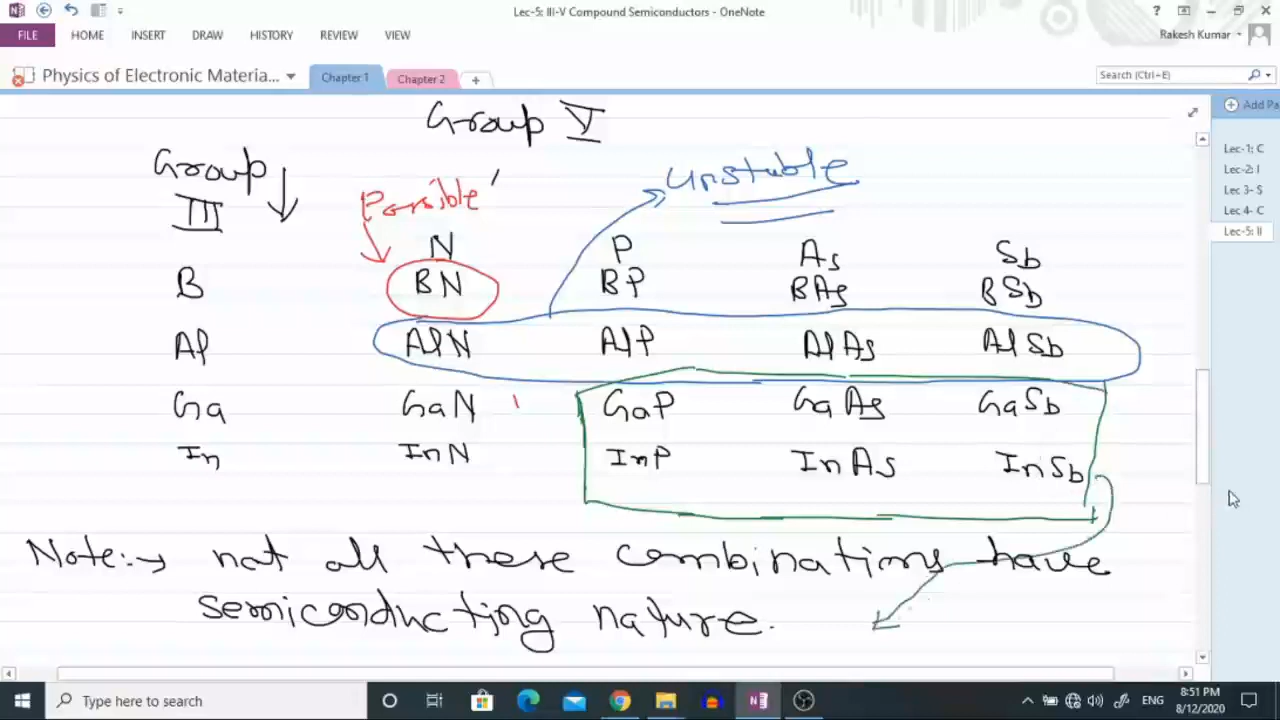 Lec-5: III-V Compound Semiconductors - OneNote
FILE HOME INSERT DRAW HISTORY REVIEW VIEW
Rakesh Kumar
Physics of Electronic Materia... Chapter 1 Chapter 2
Search (Ctrl+E)
Add Pa
Lec-1: C
Lec-2: I
Lec 3- S
Lec 4- C
Lec-5: II
Group V
Group III
Possible
Unstable
N P As Sb
B BN BP BAs BSb
Al AlN AlP AlAs AlSb
Ga GaN GaP GaAs GaSb
In InN InP InAs InSb
Note:→ not all these combinations have
semiconducting nature.
Type here to search
ENG
8:51 PM
8/12/2020